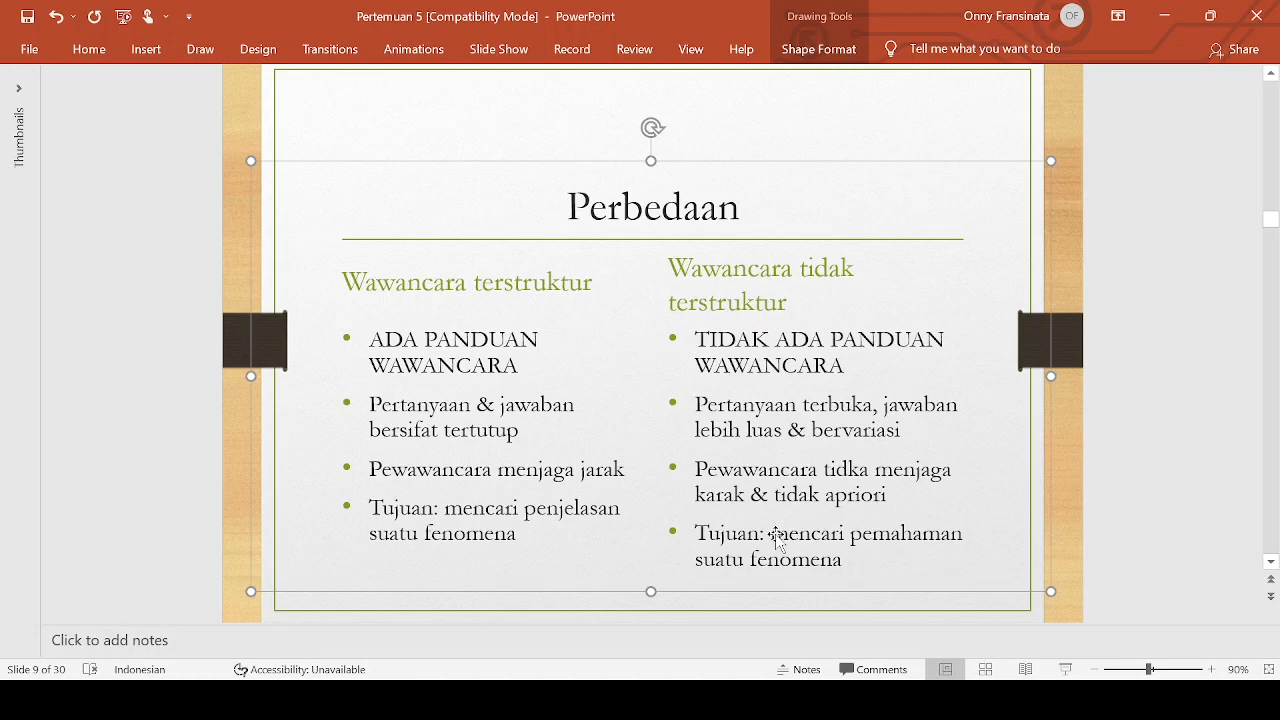 Pertemuan 5 [Compatibility Mode] - PowerPoint
Drawing Tools
Onny Fransinata
OF
File Home Insert Draw Design Transitions Animations Slide Show Record Review View Help Shape Format Tell me what you want to do Share
Thumbnails
Perbedaan
Wawancara terstruktur
• ADA PANDUAN
WAWANCARA
• Pertanyaan & jawaban
bersifat tertutup
• Pewawancara menjaga jarak
• Tujuan: mencari penjelasan
suatu fenomena
Wawancara tidak
terstruktur
• TIDAK ADA PANDUAN
WAWANCARA
• Pertanyaan terbuka, jawaban
lebih luas & bervariasi
• Pewawancara tidka menjaga
karak & tidak apriori
• Tujuan: mencari pemahaman
suatu fenomena
Click to add notes
Slide 9 of 30 Indonesian Accessibility: Unavailable Notes Comments 90%